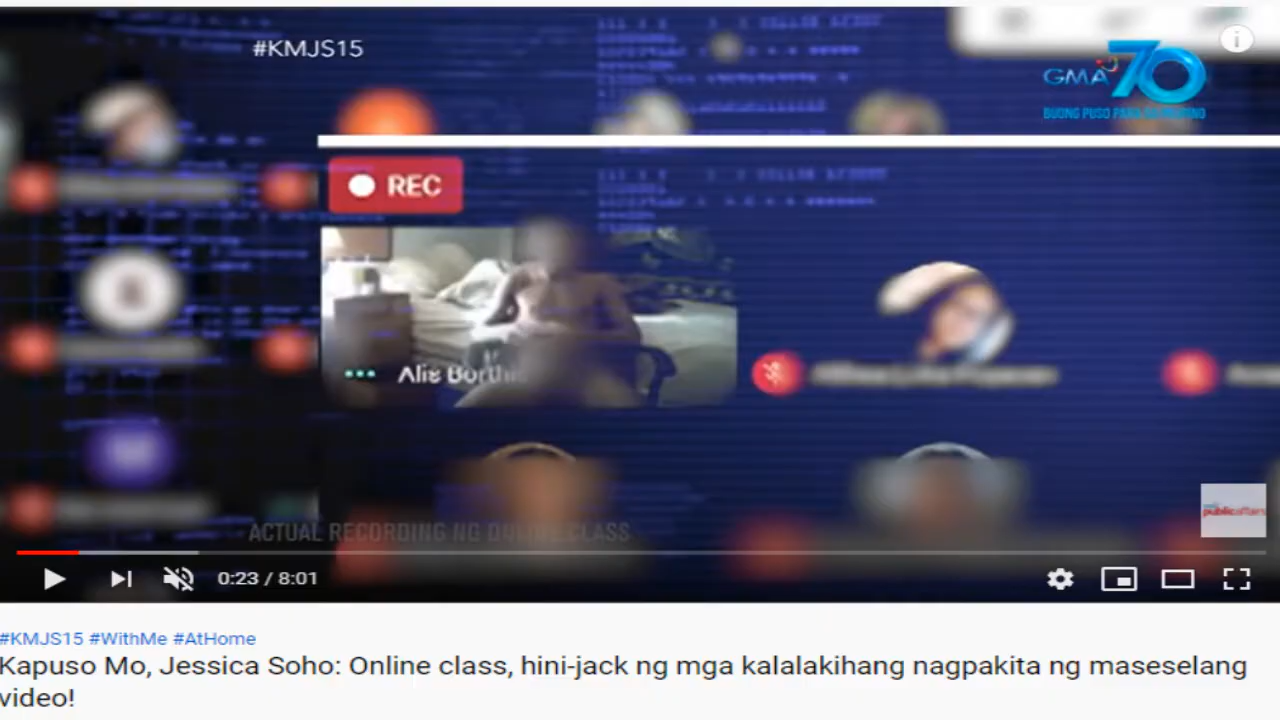 #KMJS15
GMA 70
BUONG PUSO PARA SA PILIPINO
REC
Alis
ACTUAL RECORDING NG ONLINE CLASS
publicaffairs
0:23 / 8:01
#KMJS15 #WithMe #AtHome
Kapuso Mo, Jessica Soho: Online class, hini-jack ng mga kalalakihang nagpakita ng maseselang
video!